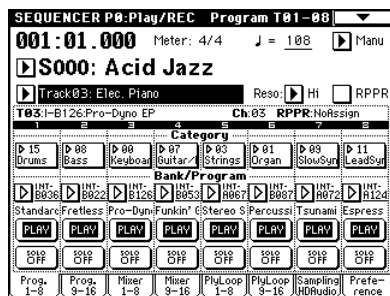 SEQUENCER P0:Play/REC Program T01-08
001:01.000 Meter: 4/4 ♩ = 108 Manu
S000: Acid Jazz
Track03: Elec. Piano Reso: Hi RPPR
T03:I-B126:Pro-Dyno EP Ch:03 RPPR:NoAssign
1 2 3 4 5 6 7 8
Category
15 08 00 07 03 01 09 11
Drums Bass Keyboar Guitar/ Strings Organ SlowSyn LeadSyn
Bank/Program
INT- INT- INT- INT- INT- INT- INT- INT-
B036 B022 B126 B053 A067 B087 A072 A124
Standard Fretless Pro-Dyn Funkin' G Stereo S Percussi Tsunami Espress
PLAY PLAY PLAY PLAY PLAY PLAY PLAY PLAY
SOLO SOLO SOLO SOLO SOLO SOLO SOLO SOLO
OFF OFF OFF OFF OFF OFF OFF OFF
Prog. Prog. Mixer Mixer PlyLoop PlyLoop Sampling Prefe-
1-8 9-16 1-8 9-16 1-8 9-16 HDAudio rence